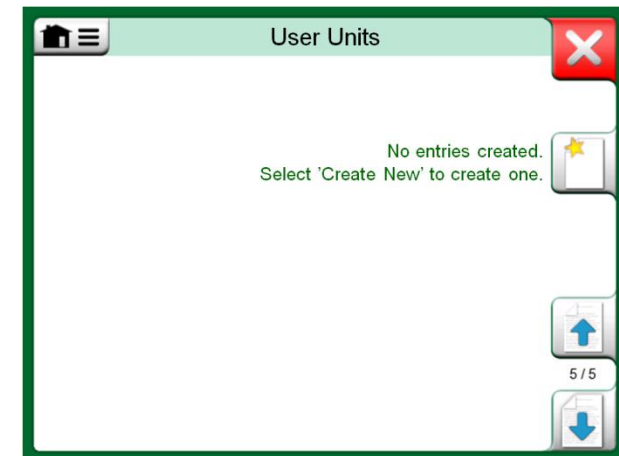 User Units
No entries created.
Select 'Create New' to create one.
5 / 5